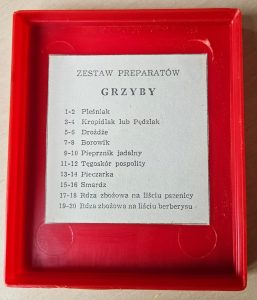 ZESTAW PREPARATÓW
GRZYBY
1-2 Pleśniak
3-4 Kropidlak lub Pędzlak
5-6 Drożdże
7-8 Borowik
9-10 Pieprznik jadalny
11-12 Tęgoskór pospolity
13-14 Pieczarka
15-16 Smardz
17-18 Rdza zbożowa na liściu pszenicy
19-20 Rdza zbożowa na liściu berberysu